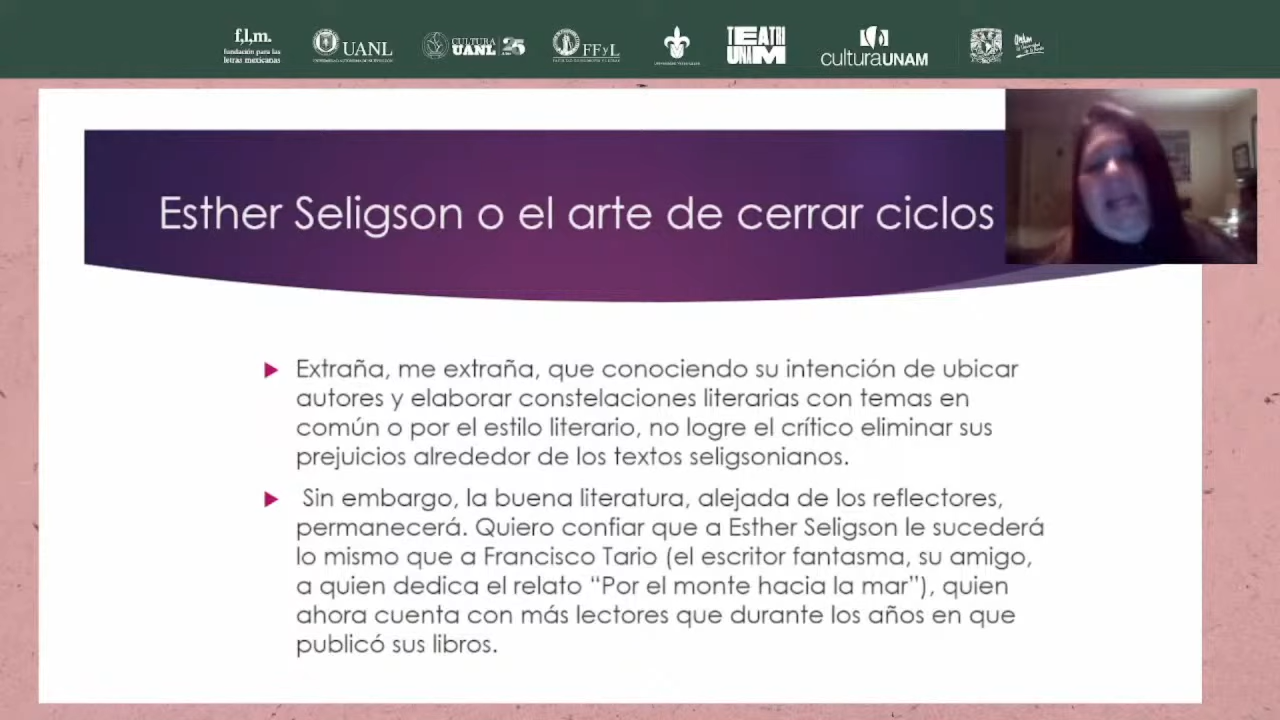 f,l,m.
fundación para las
letras mexicanas
UANL
CULTURA
UANL 25
FFyL
TEATRO
UNAM
culturaUNAM
Esther Seligson o el arte de cerrar ciclos
Extraña, me extraña, que conociendo su intención de ubicar
autores y elaborar constelaciones literarias con temas en
común o por el estilo literario, no logre el crítico eliminar sus
prejuicios alrededor de los textos seligsonianos.
Sin embargo, la buena literatura, alejada de los reflectores,
permanecerá. Quiero confiar que a Esther Seligson le sucederá
lo mismo que a Francisco Tario (el escritor fantasma, su amigo,
a quien dedica el relato “Por el monte hacia la mar”), quien
ahora cuenta con más lectores que durante los años en que
publicó sus libros.